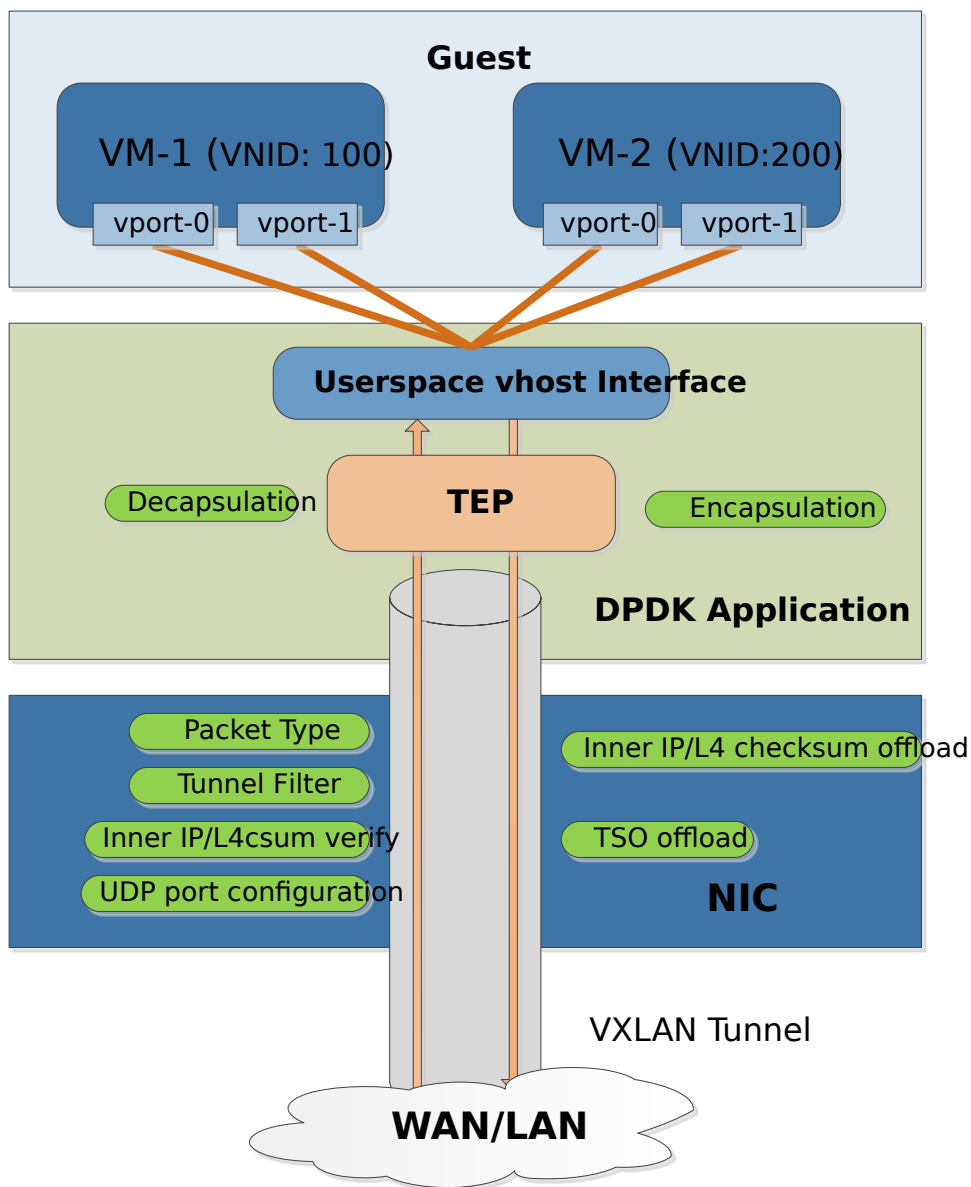 Guest
VM-1 (VNID: 100)
VM-2 (VNID:200)
vport-0
vport-1
vport-0
vport-1
Userspace vhost Interface
TEP
Decapsulation
Encapsulation
DPDK Application
Packet Type
Tunnel Filter
Inner IP/L4csum verify
UDP port configuration
Inner IP/L4 checksum offload
TSO offload
NIC
VXLAN Tunnel
WAN/LAN